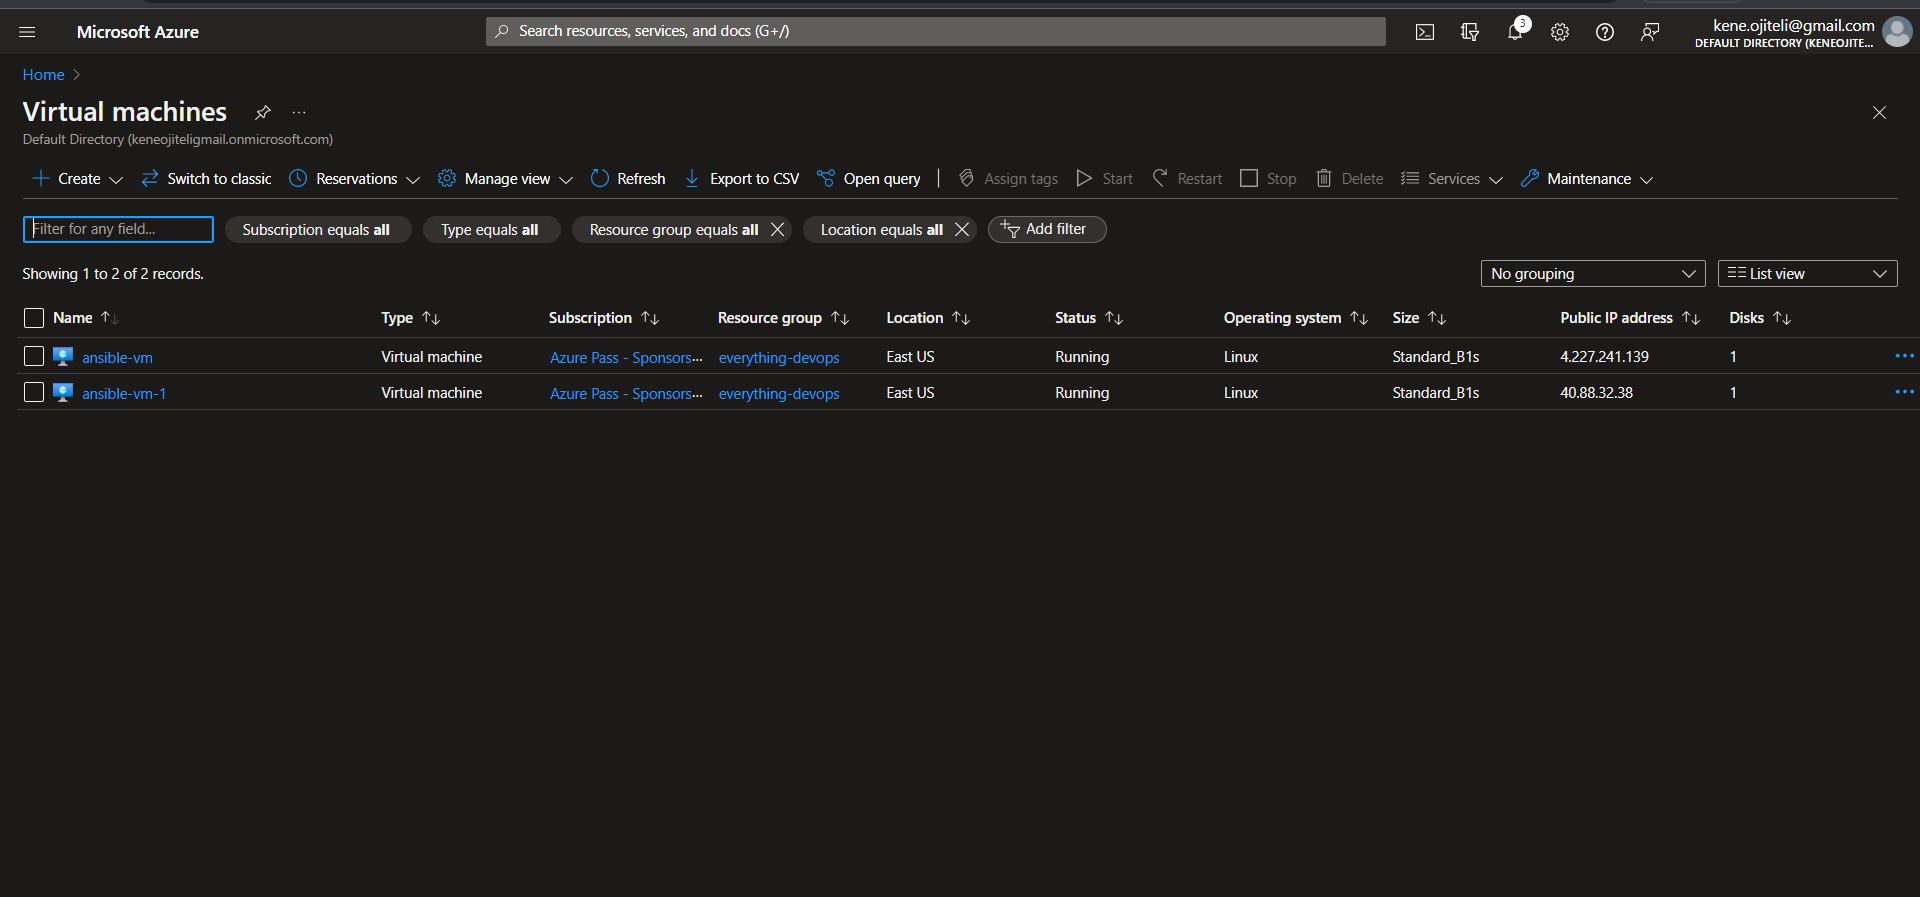 Microsoft Azure
Search resources, services, and docs (G+/)
3
kene.ojiteli@gmail.com
DEFAULT DIRECTORY (KENEOJITE...
Home
Virtual machines
Default Directory (keneojiteligmail.onmicrosoft.com)
Create Switch to classic Reservations Manage view Refresh Export to CSV Open query Assign tags Start Restart Stop Delete Services Maintenance
Filter for any field... Subscription equals all Type equals all Resource group equals all Location equals all Add filter
Showing 1 to 2 of 2 records. No grouping List view
Name Type Subscription Resource group Location Status Operating system Size Public IP address Disks
ansible-vm Virtual machine Azure Pass - Sponsors... everything-devops East US Running Linux Standard_B1s 4.227.241.139 1
ansible-vm-1 Virtual machine Azure Pass - Sponsors... everything-devops East US Running Linux Standard_B1s 40.88.32.38 1